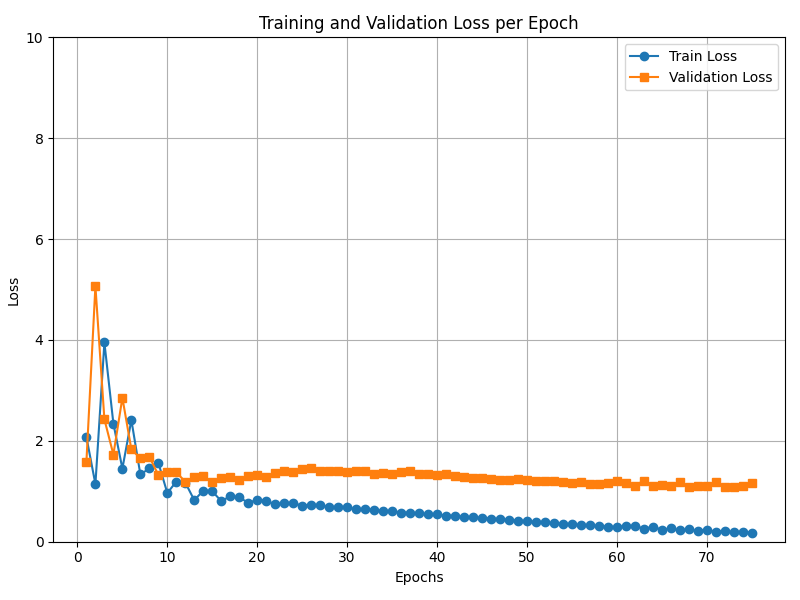 Training and Validation Loss per Epoch
10
8
6
4
2
0
Loss
Train Loss
Validation Loss
0 10 20 30 40 50 60 70
Epochs